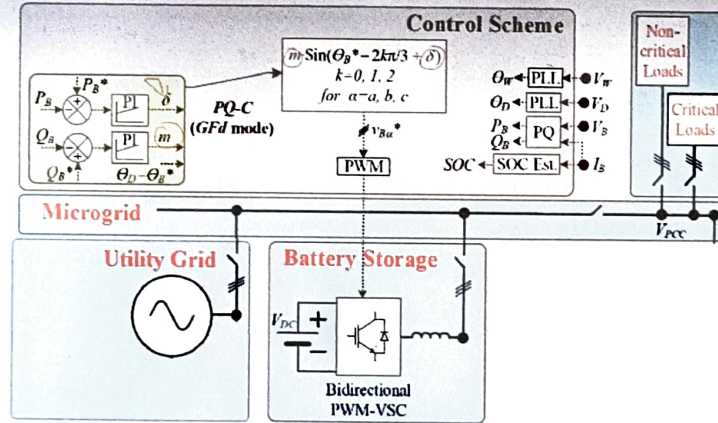 Control Scheme
P_B*
P_B
PI
δ
Q_B
PI
m
Q_B*
Θ_D=Θ_B*
PQ-C
(GFd mode)
m·Sin(Θ_B*−2kπ/3 +δ)
k=0, 1, 2
for α=a, b, c
v_Bα*
PWM
Θ_W PLL V_W
Θ_D PLL V_D
P_B PQ V_B
Q_B
SOC SOC Est. I_B
Non-
critical
Loads
Critical
Loads
Microgrid
V_PCC
Utility Grid
Battery Storage
V_DC
Bidirectional
PWM-VSC